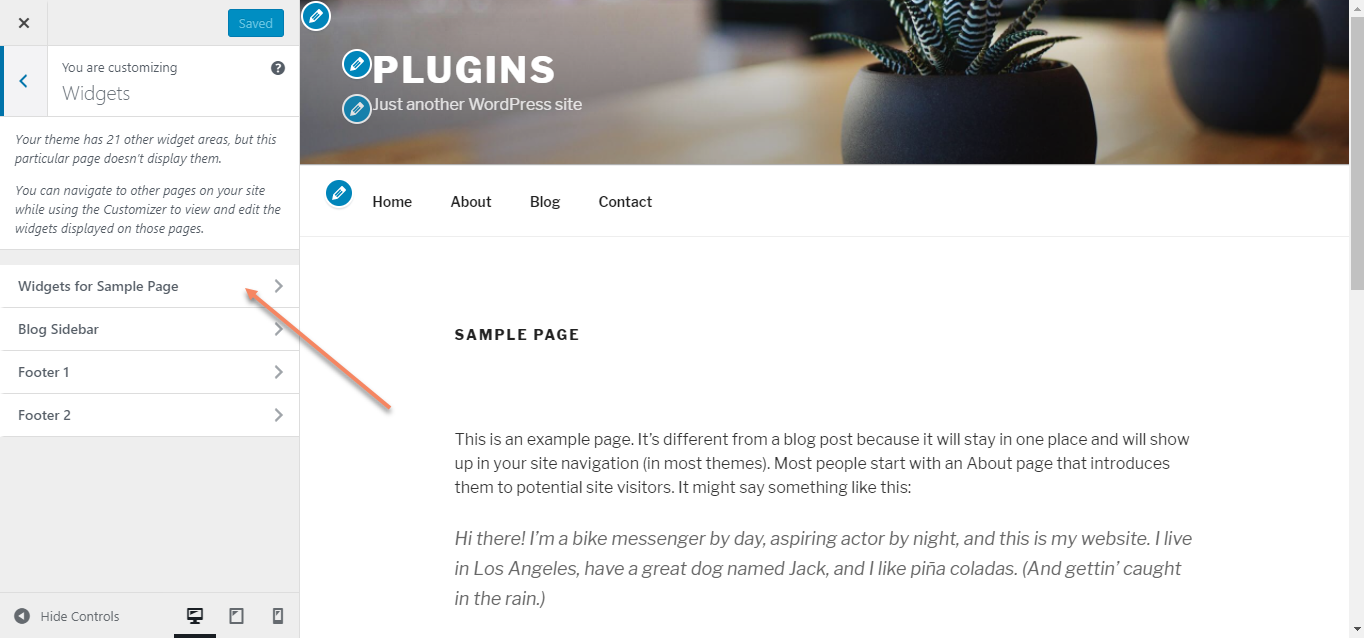 Saved
You are customizing
Widgets
Your theme has 21 other widget areas, but this
particular page doesn't display them.
You can navigate to other pages on your site
while using the Customizer to view and edit the
widgets displayed on those pages.
Widgets for Sample Page
Blog Sidebar
Footer 1
Footer 2
Hide Controls
PLUGINS
Just another WordPress site
Home About Blog Contact
SAMPLE PAGE
This is an example page. It’s different from a blog post because it will stay in one place and will show
up in your site navigation (in most themes). Most people start with an About page that introduces
them to potential site visitors. It might say something like this:
Hi there! I’m a bike messenger by day, aspiring actor by night, and this is my website. I live
in Los Angeles, have a great dog named Jack, and I like piña coladas. (And gettin’ caught
in the rain.)